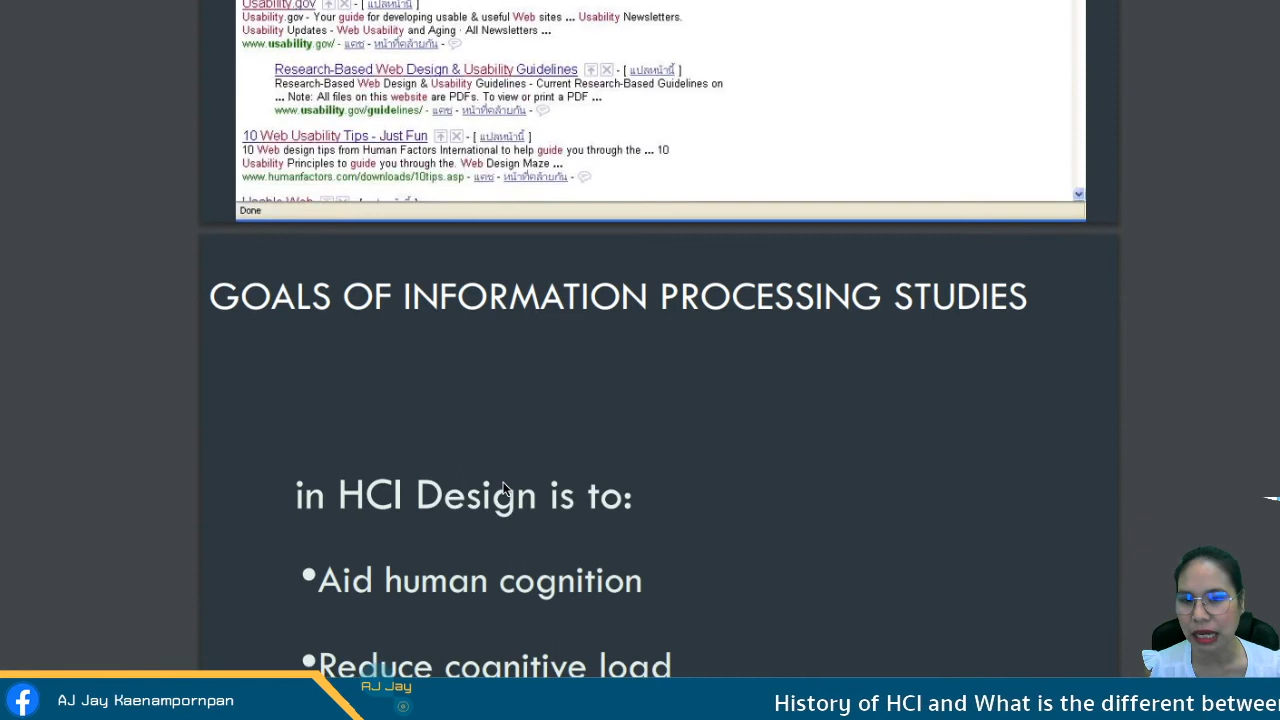 Usability.gov - [ แปลหน้านี้ ]
Usability.gov - Your guide for developing usable & useful Web sites ... Usability Newsletters.
Usability Updates - Web Usability and Aging · All Newsletters ...
www.usability.gov/ - แคช - หน้าที่คล้ายกัน -
Research-Based Web Design & Usability Guidelines - [ แปลหน้านี้ ]
Research-Based Web Design & Usability Guidelines - Current Research-Based Guidelines on
... Note: All files on this website are PDFs. To view or print a PDF ...
www.usability.gov/guidelines/ - แคช - หน้าที่คล้ายกัน -
10 Web Usability Tips - Just Fun - [ แปลหน้านี้ ]
10 Web design tips from Human Factors International to help guide you through the ... 10
Usability Principles to guide you through the. Web Design Maze ...
www.humanfactors.com/downloads/10tips.asp - แคช - หน้าที่คล้ายกัน -
Usable Web
Done
GOALS OF INFORMATION PROCESSING STUDIES
in HCI Design is to:
•Aid human cognition
•Reduce cognitive load
AJ Jay
AJ Jay Kaenampornpan
History of HCI and What is the different betwee